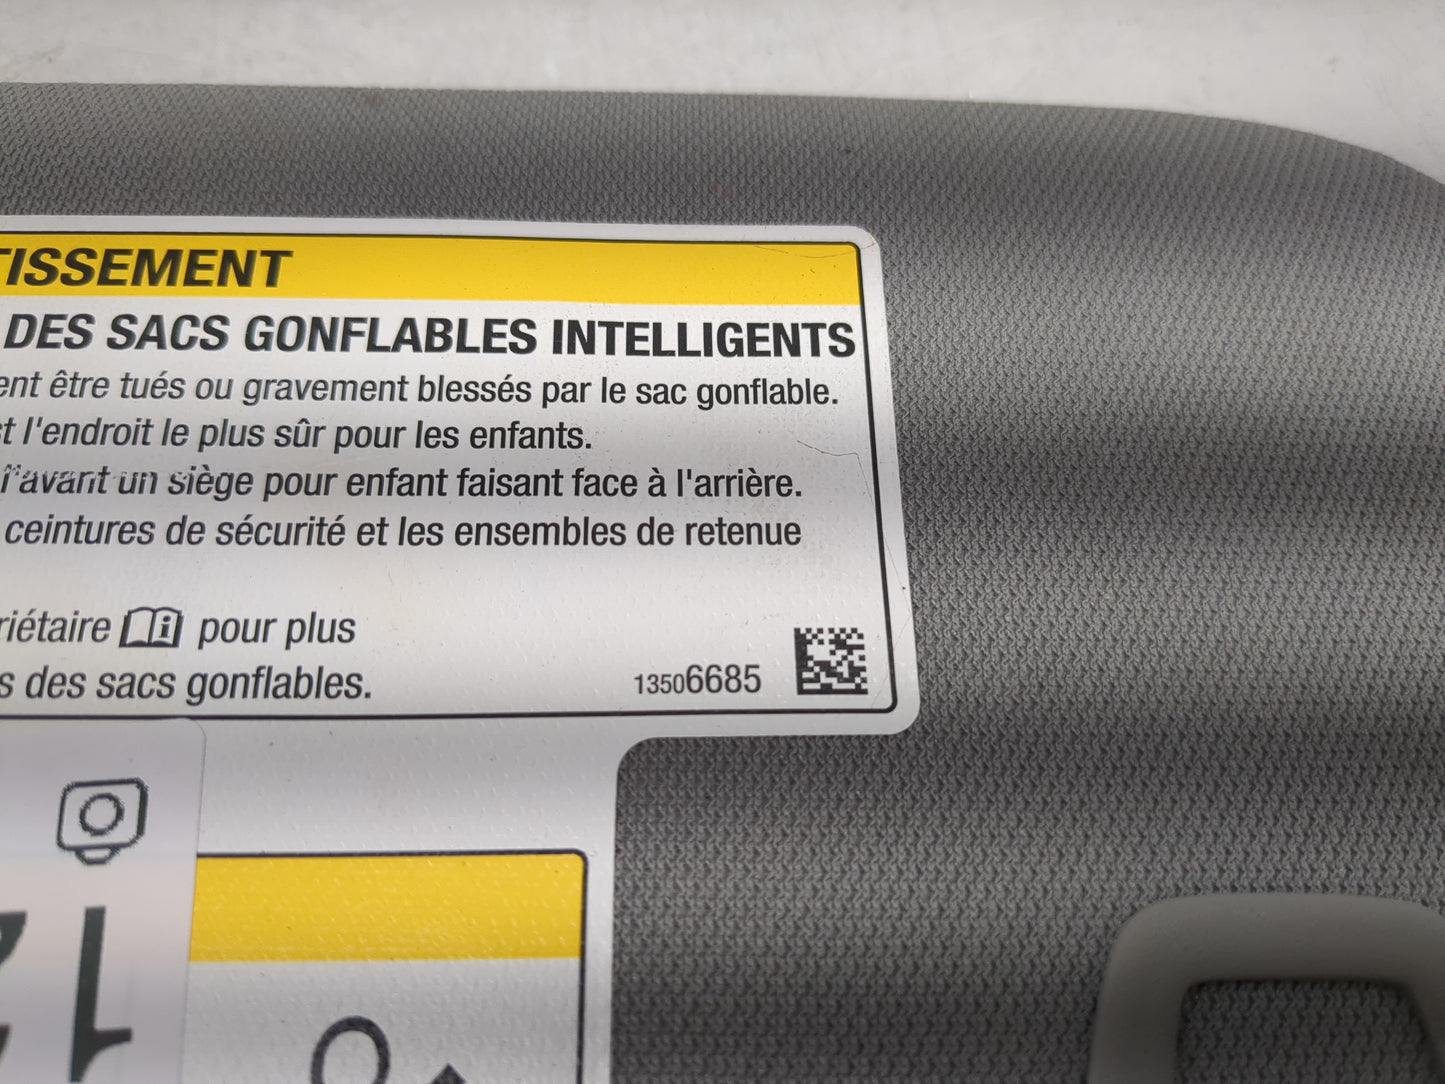 TISSEMENT
DES SACS GONFLABLES INTELLIGENTS
ent être tués ou gravement blessés par le sac gonflable.
st l'endroit le plus sûr pour les enfants.
l'avant un siège pour enfant faisant face à l'arrière.
ceintures de sécurité et les ensembles de retenue
riétaire pour plus
s des sacs gonflables.
13506685